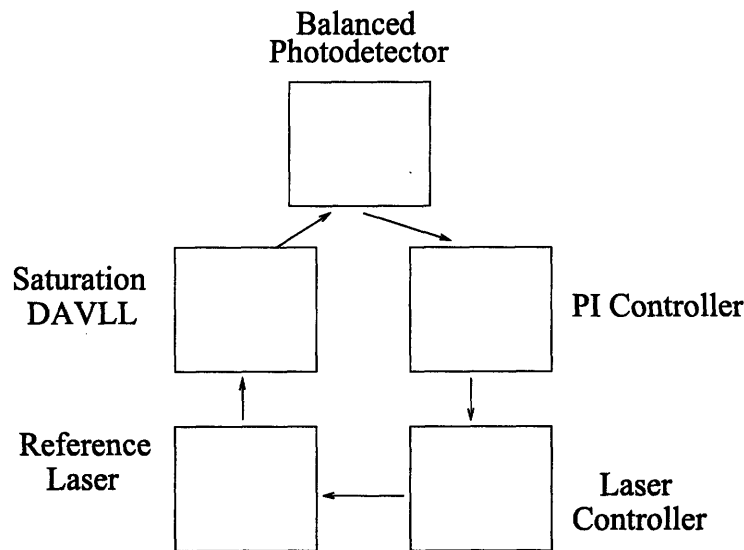 Balanced
Photodetector
Saturation
DAVLL
PI Controller
Reference
Laser
Laser
Controller